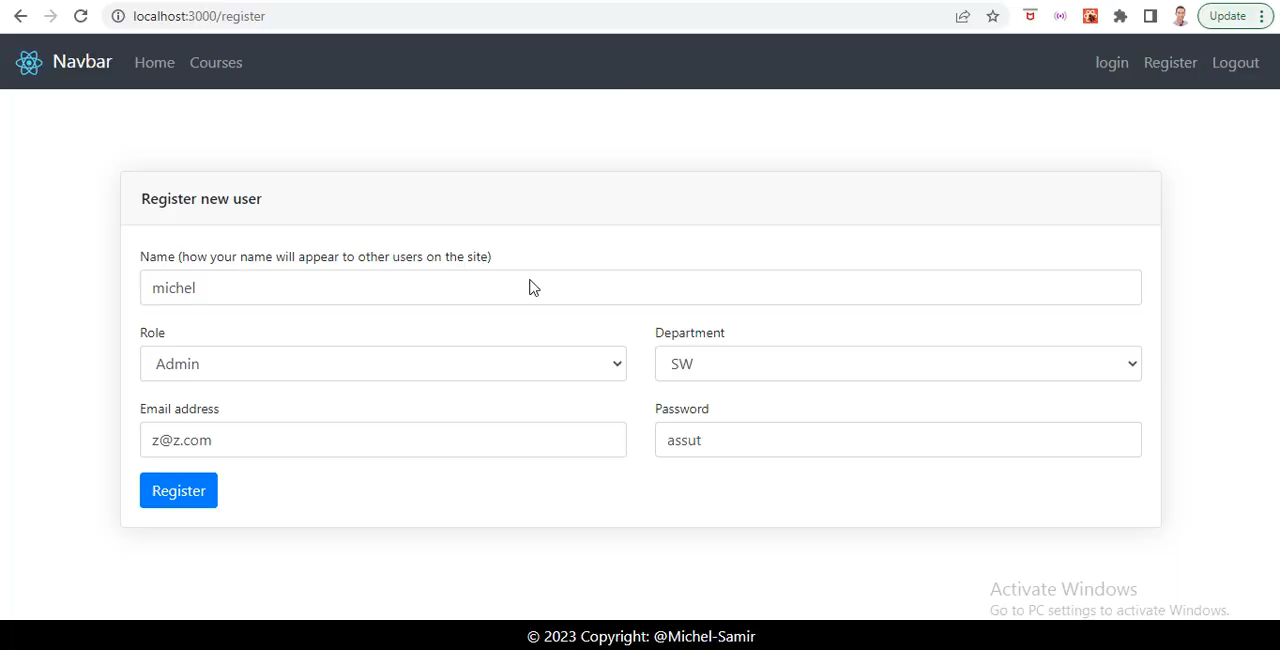 localhost:3000/register
Update
Navbar Home Courses login Register Logout
Register new user
Name (how your name will appear to other users on the site)
michel
Role Department
Admin SW
Email address Password
z@z.com assut
Register
Activate Windows
Go to PC settings to activate Windows.
© 2023 Copyright: @Michel-Samir